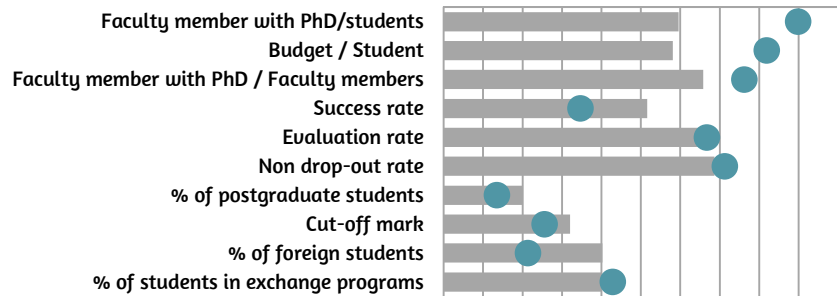 Faculty member with PhD/students
Budget / Student
Faculty member with PhD / Faculty members
Success rate
Evaluation rate
Non drop-out rate
% of postgraduate students
Cut-off mark
% of foreign students
% of students in exchange programs